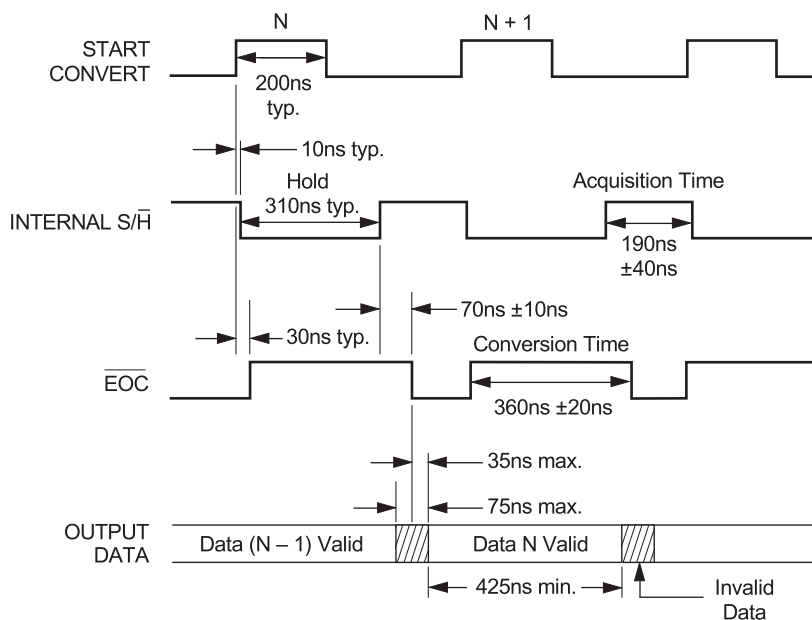 N
N + 1
START
CONVERT
200ns
typ.
10ns typ.
Hold
310ns typ.
Acquisition Time
INTERNAL S/H̅
190ns
±40ns
70ns ±10ns
30ns typ.
Conversion Time
E̅O̅C̅
360ns ±20ns
35ns max.
75ns max.
OUTPUT
DATA
Data (N – 1) Valid
Data N Valid
425ns min.
Invalid
Data